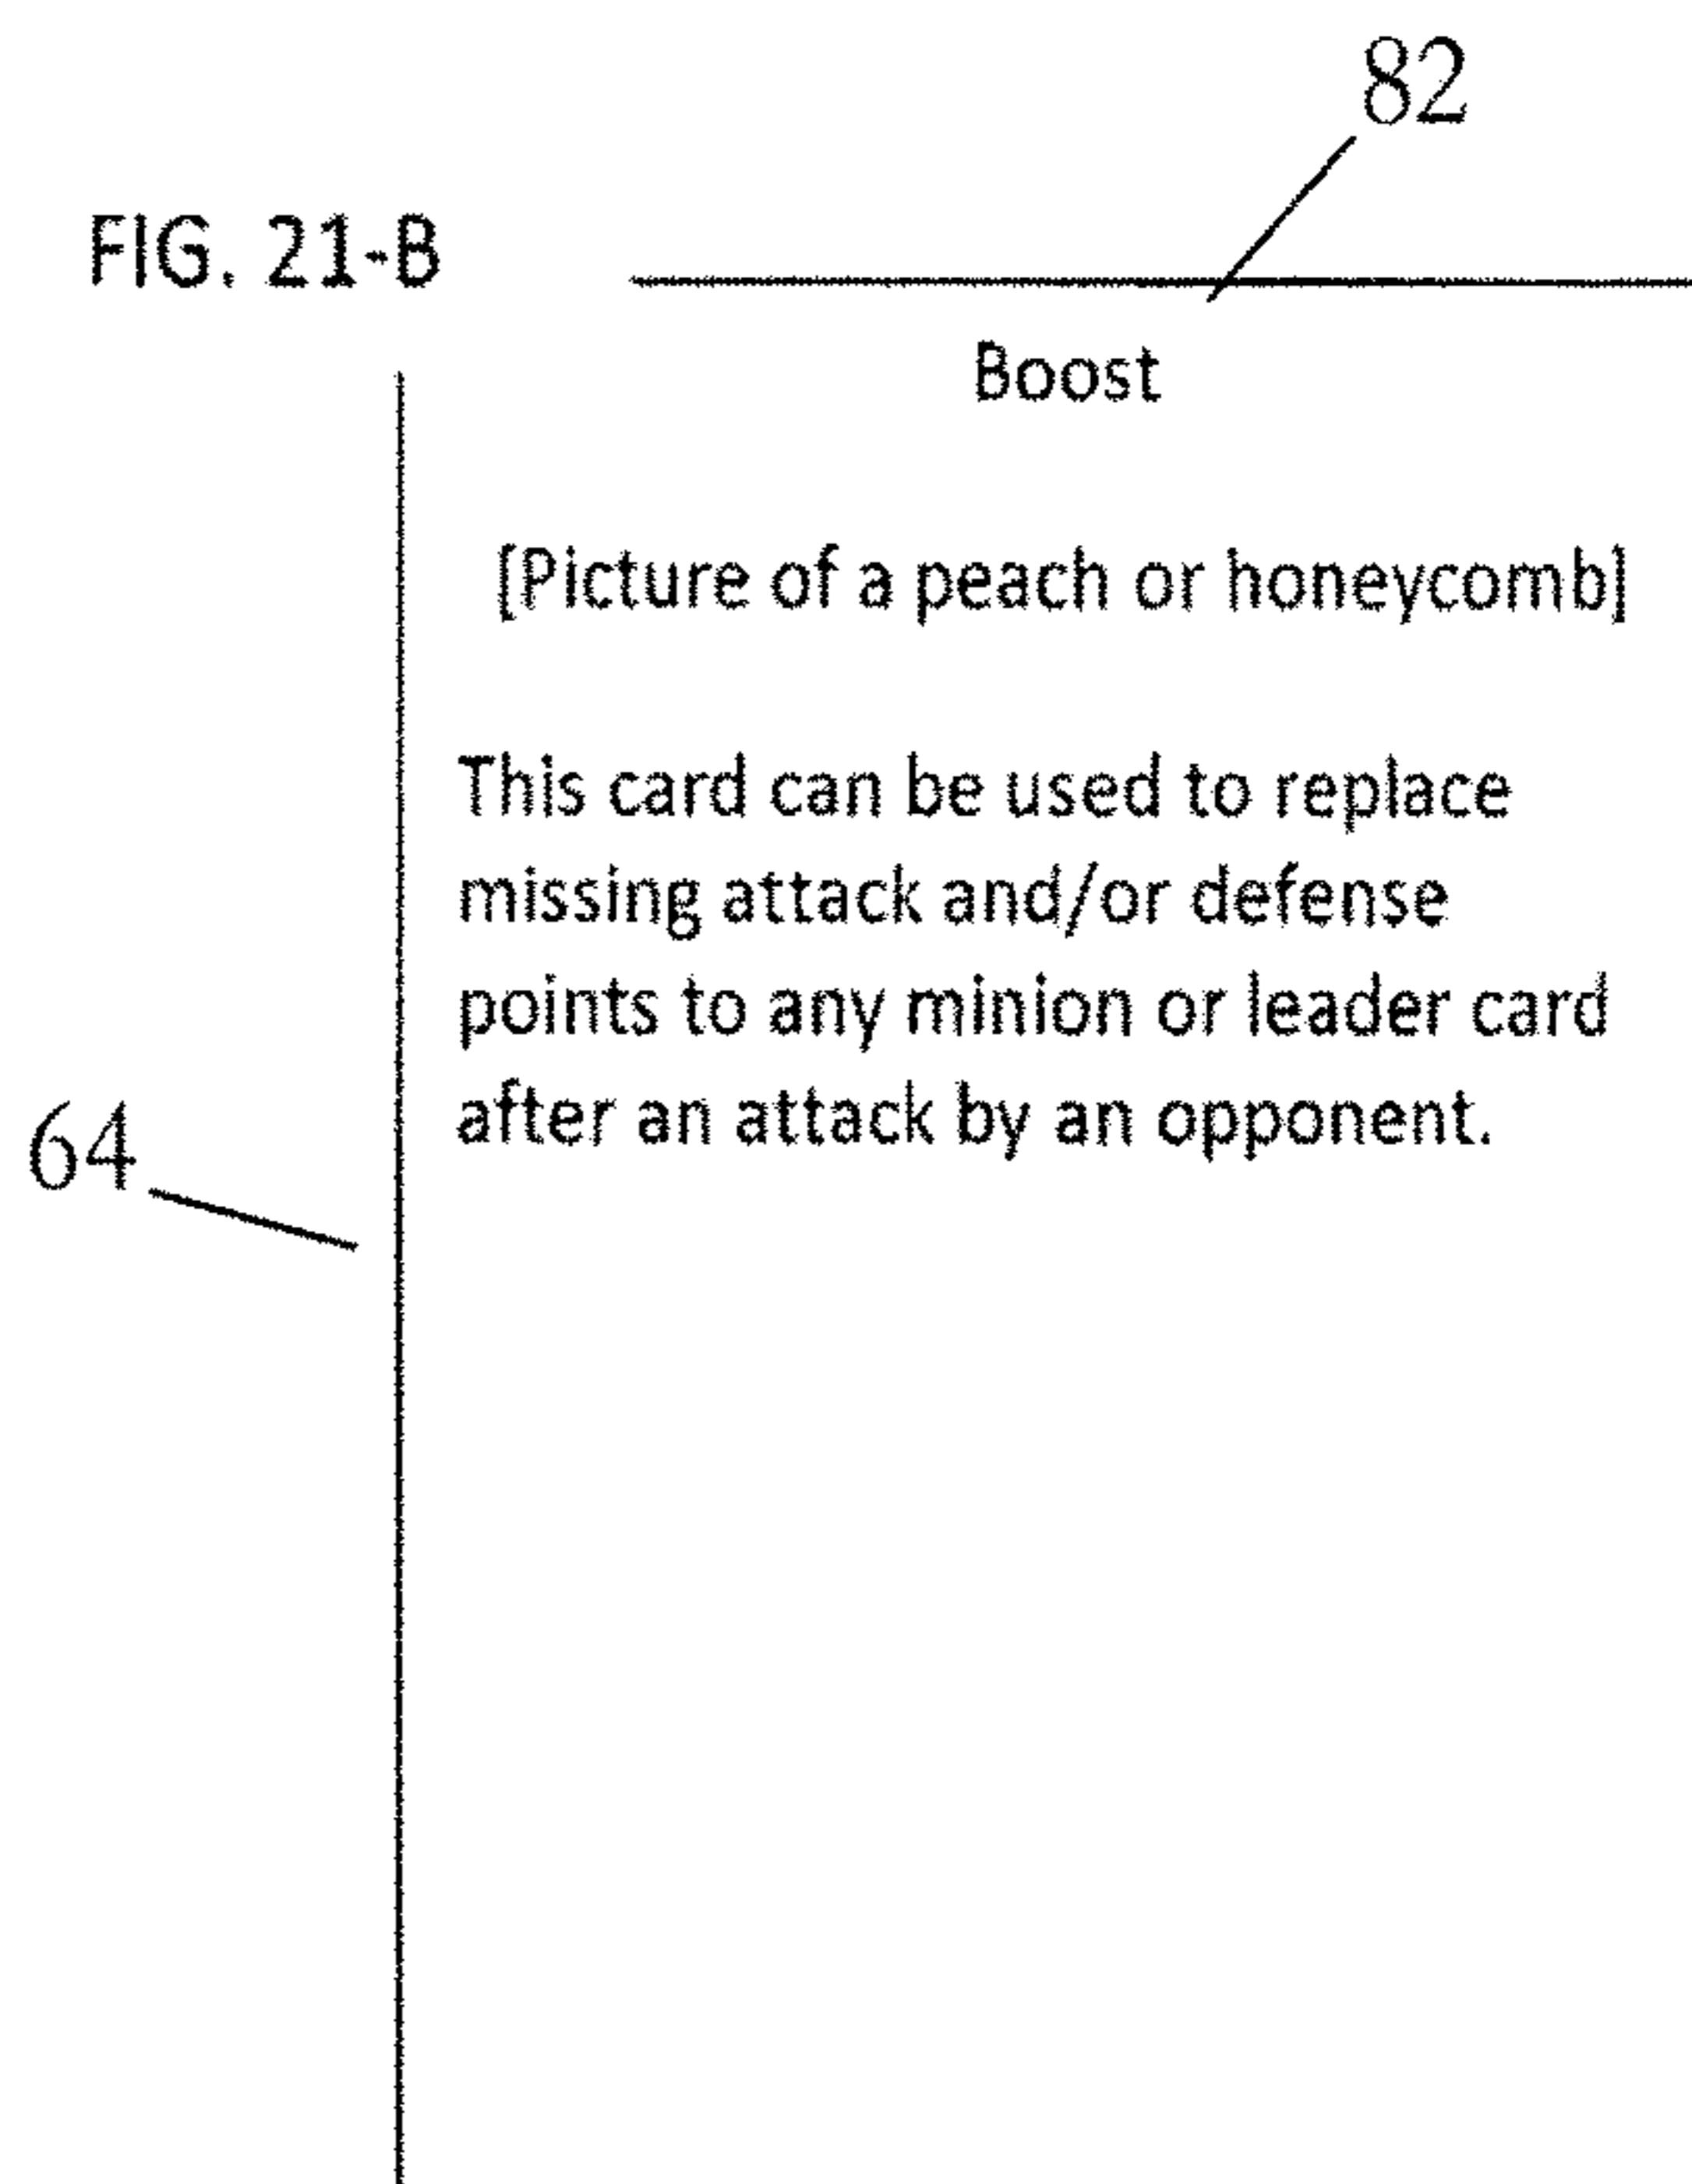 82
FIG. 21-B
Boost
[Picture of a peach or honeycomb]
This card can be used to replace
missing attack and/or defense
points to any minion or leader card
after an attack by an opponent.
64